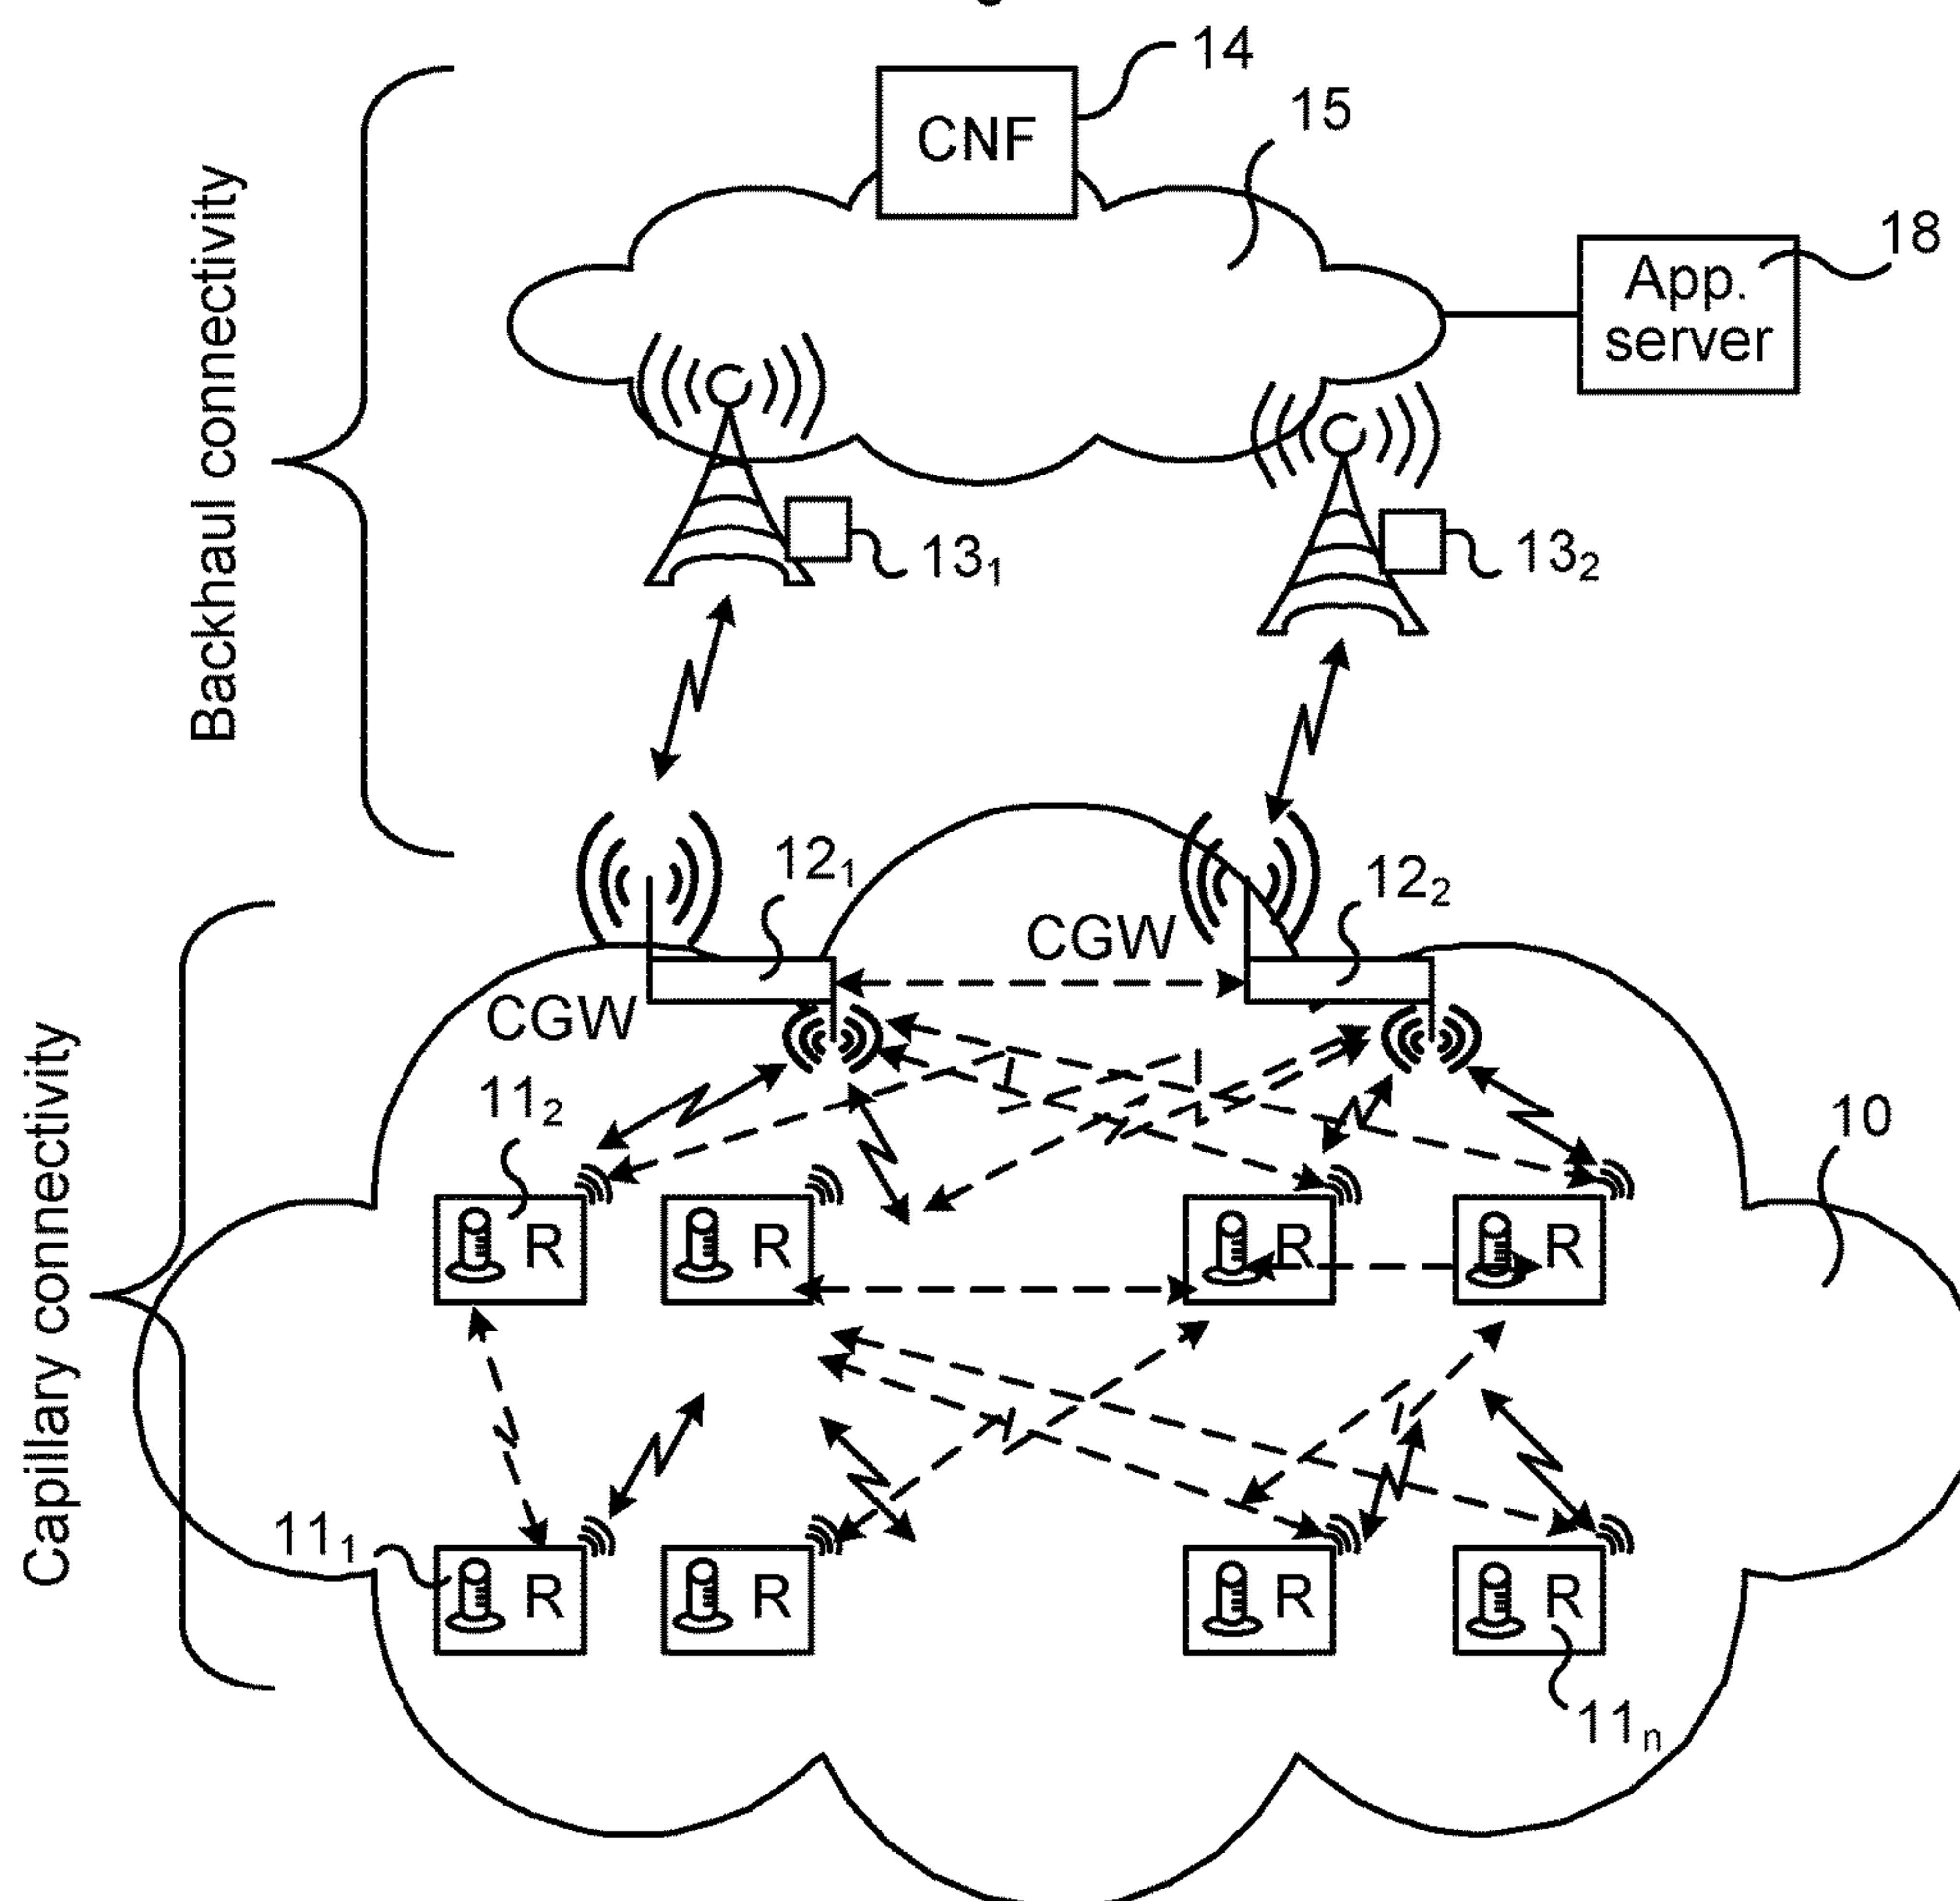 14
CNF
15
18
App.
server
Backhaul connectivity
13₁
13₂
12₁
12₂
CGW
CGW
11₂
10
Capillary connectivity
R
R
R
R
11₁
R
R
R
R
11ₙ